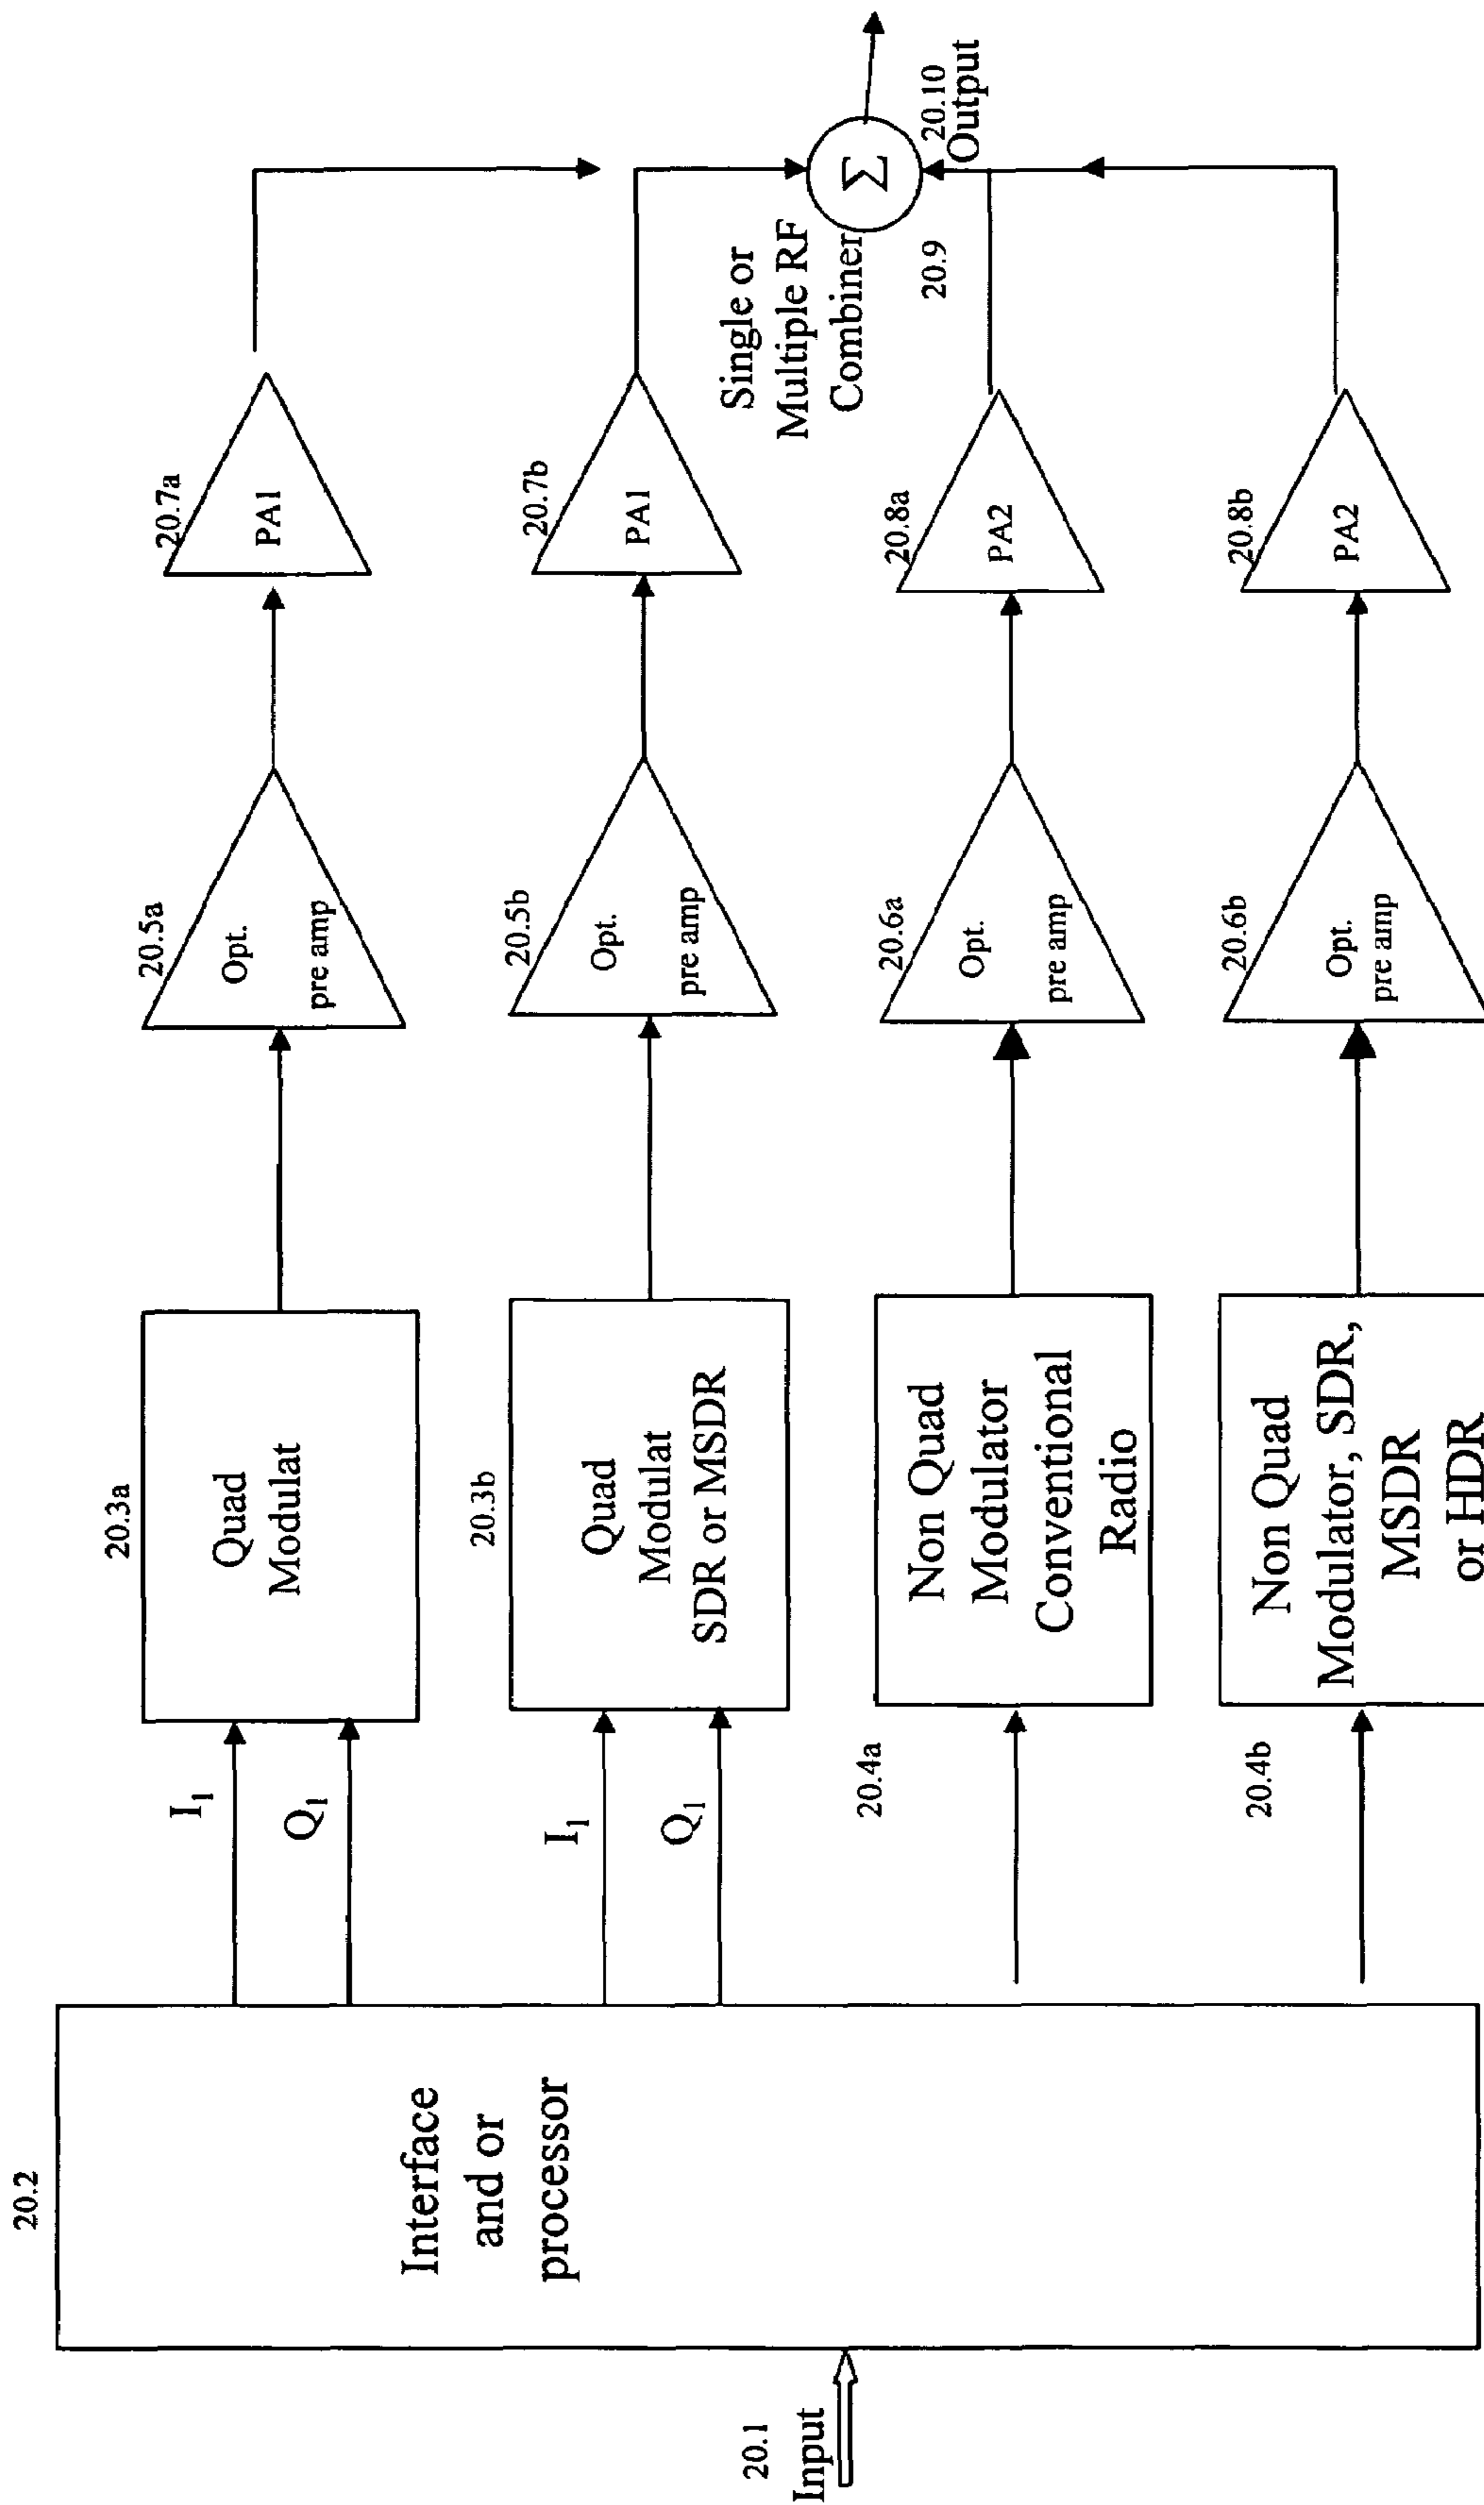 20.1
Input
20.2
Interface
and or
processor
I1
Q1
I1
Q1
20.4a
20.4b
20.3a
Quad
Modulat
20.3b
Quad
Modulat
SDR or MSDR
Non Quad
Modulator
Conventional
Radio
Non Quad
Modulator, SDR,
MSDR
or HDR
20.5a
Opt.
pre amp
20.5b
Opt.
pre amp
20.6a
Opt.
pre amp
20.6b
Opt.
pre amp
20.7a
PA1
20.7b
PA1
20.8a
PA2
20.8b
PA2
Single or
Multiple RF
Combiner
20.9
Σ
20.10
Output